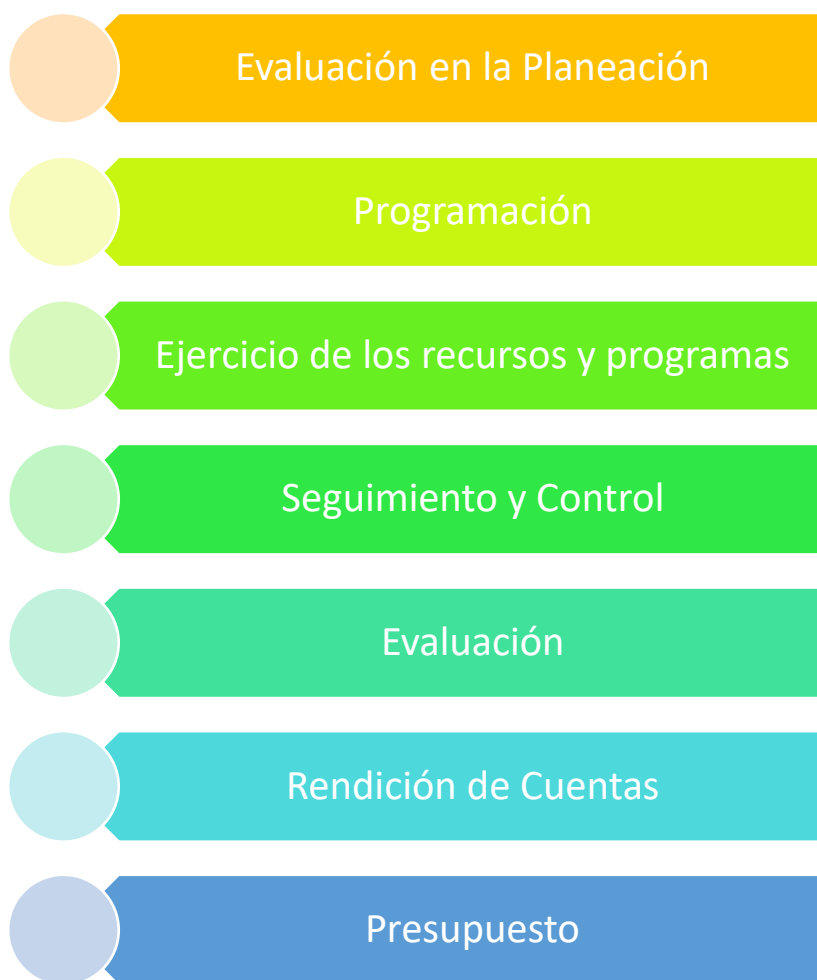 Evaluación en la Planeación
Programación
Ejercicio de los recursos y programas
Seguimiento y Control
Evaluación
Rendición de Cuentas
Presupuesto